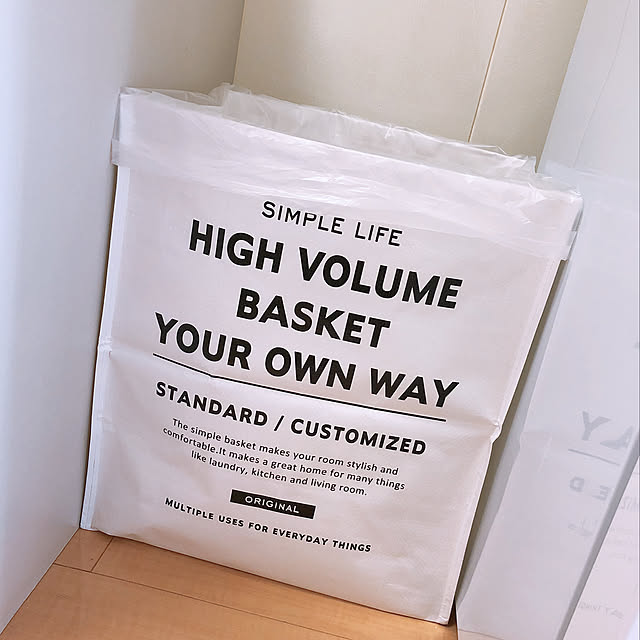 SIMPLE LIFE
HIGH VOLUME
BASKET
YOUR OWN WAY
STANDARD / CUSTOMIZED
The simple basket makes your room stylish and
comfortable.It makes a great home for many things
like laundry, kitchen and living room.
ORIGINAL
MULTIPLE USES FOR EVERYDAY THINGS